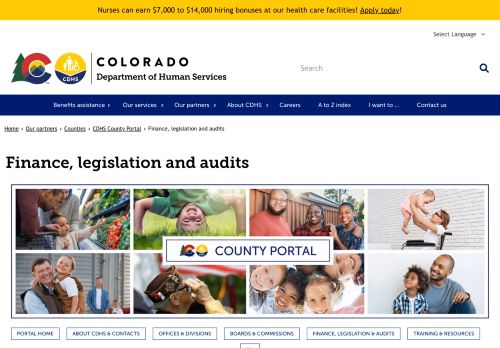 Nurses can earn $7,000 to $14,000 hiring bonuses at our health care facilities! Apply today!
Select Language
CDHS
COLORADO
Department of Human Services
Search
Benefits assistance › Our services › Our partners › About CDHS › Careers A to Z index I want to ... Contact us
Home › Our partners › Counties › CDHS County Portal › Finance, legislation and audits
Finance, legislation and audits
COUNTY PORTAL
PORTAL HOME ABOUT CDHS & CONTACTS OFFICES & DIVISIONS BOARDS & COMMISSIONS FINANCE, LEGISLATION & AUDITS TRAINING & RESOURCES